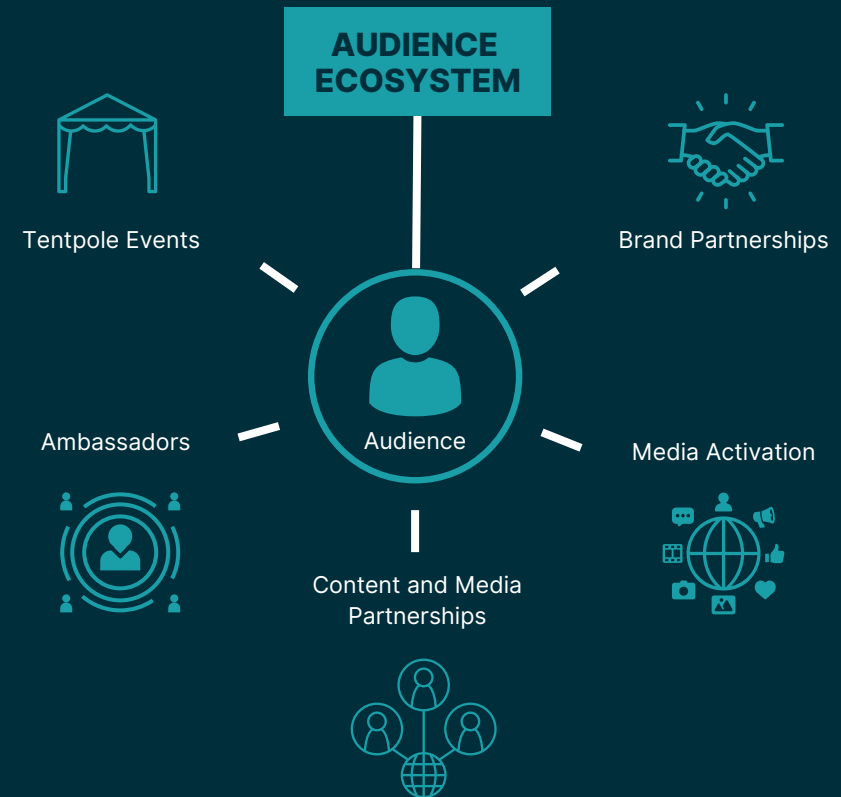 AUDIENCE
ECOSYSTEM
Tentpole Events
Brand Partnerships
Audience
Ambassadors
Media Activation
Content and Media
Partnerships